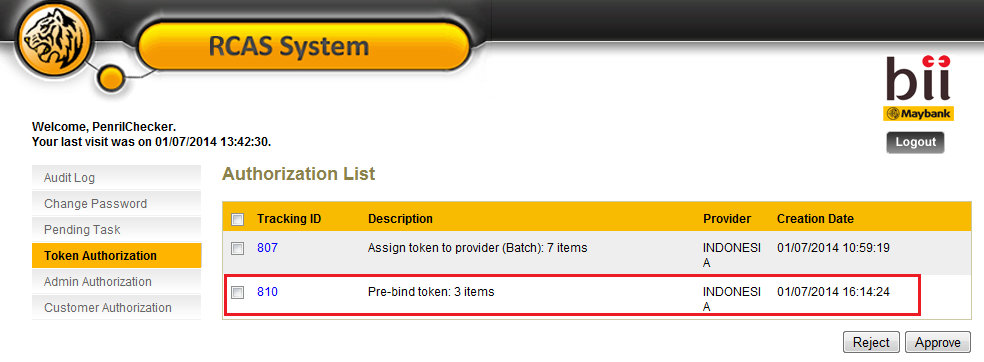 RCAS System
bii
Maybank
Welcome, PenrilChecker.
Your last visit was on 01/07/2014 13:42:30.
Logout
Audit Log
Change Password
Pending Task
Token Authorization
Admin Authorization
Customer Authorization
Authorization List
Tracking ID Description Provider Creation Date
807 Assign token to provider (Batch): 7 items INDONESI 01/07/2014 10:59:19
A
810 Pre-bind token: 3 items INDONESI 01/07/2014 16:14:24
A
Reject Approve